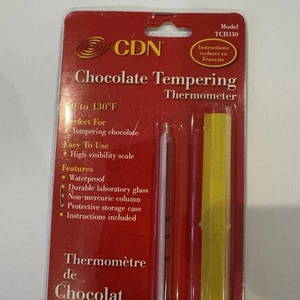 Model
TCH130
CDN
Instructions
incluses en
Français
Chocolate Tempering
Thermometer
to 130°F
Perfect For
• Tempering chocolate
Easy To Use
• High visibility scale
Features
• Waterproof
• Durable laboratory glass
• Non-mercuric column
• Protective storage case
• Instructions included
Thermomètre
de
Chocolat